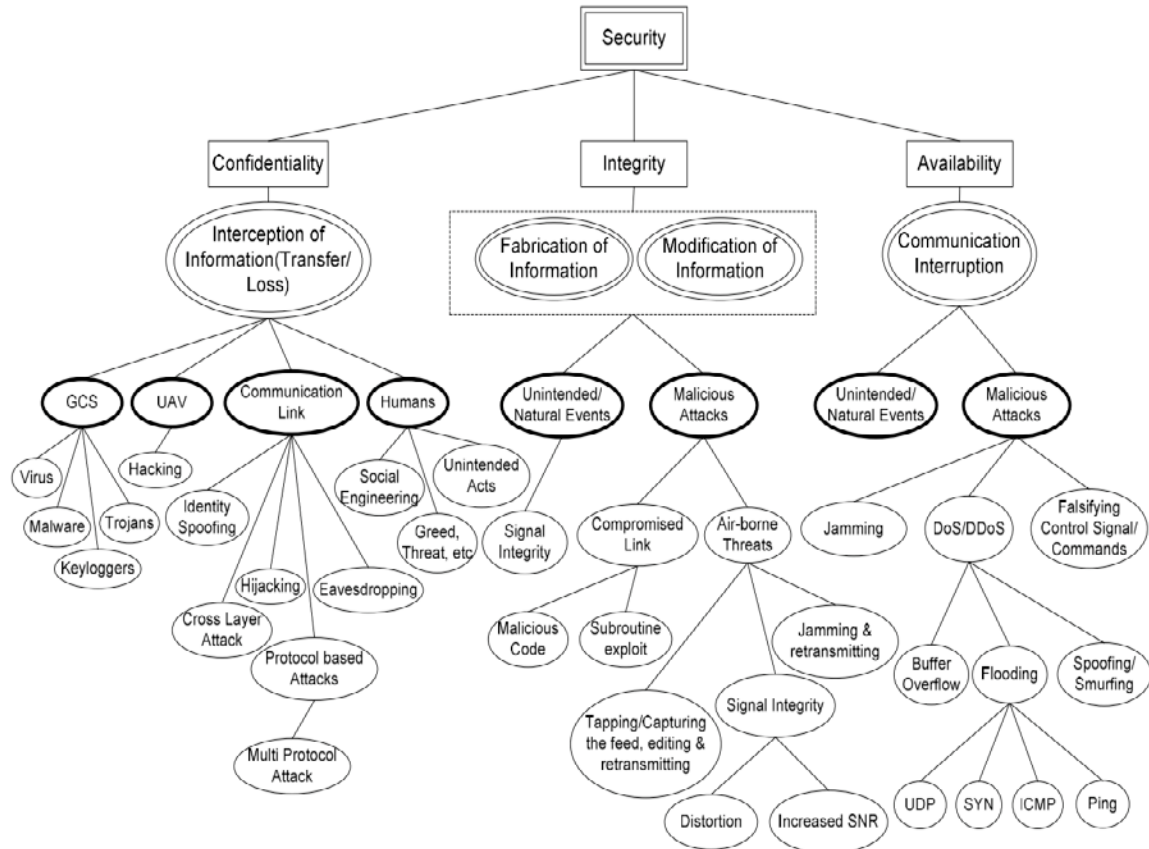 Security
Confidentiality
Integrity
Availability
Interception of
Information(Transfer/
Loss)
Fabrication of
Information
Modification of
Information
Communication
Interruption
GCS
UAV
Communication
Link
Humans
Unintended/
Natural Events
Malicious
Attacks
Unintended/
Natural Events
Malicious
Attacks
Virus
Malware
Keyloggers
Trojans
Hacking
Identity
Spoofing
Cross Layer
Attack
Hijacking
Protocol based
Attacks
Multi Protocol
Attack
Eavesdropping
Social
Engineering
Greed,
Threat, etc
Unintended
Acts
Signal
Integrity
Compromised
Link
Air-borne
Threats
Malicious
Code
Subroutine
exploit
Tapping/Capturing
the feed, editing &
retransmitting
Signal Integrity
Jamming &
retransmitting
Distortion
Increased SNR
Jamming
DoS/DDoS
Falsifying
Control Signal/
Commands
Buffer
Overflow
Flooding
Spoofing/
Smurfing
UDP
SYN
ICMP
Ping